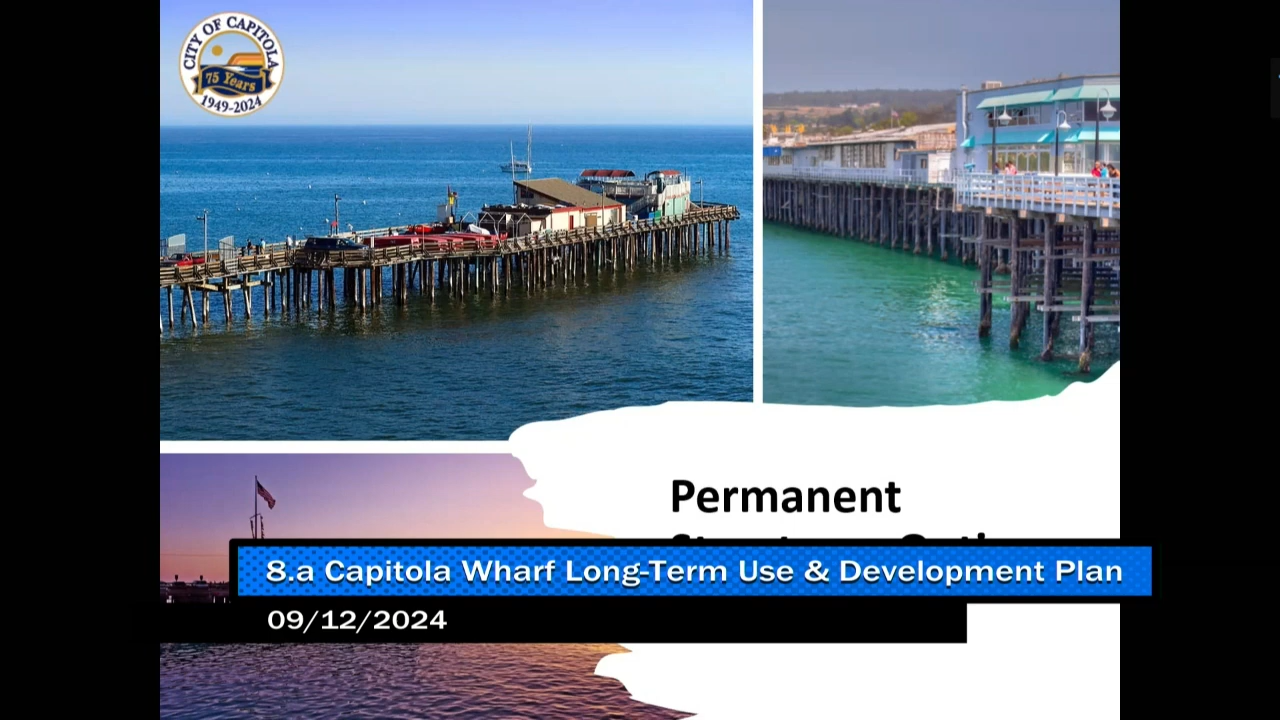 CITY OF CAPITOLA
75 Years
1949-2024
Permanent
8.a Capitola Wharf Long-Term Use & Development Plan
09/12/2024